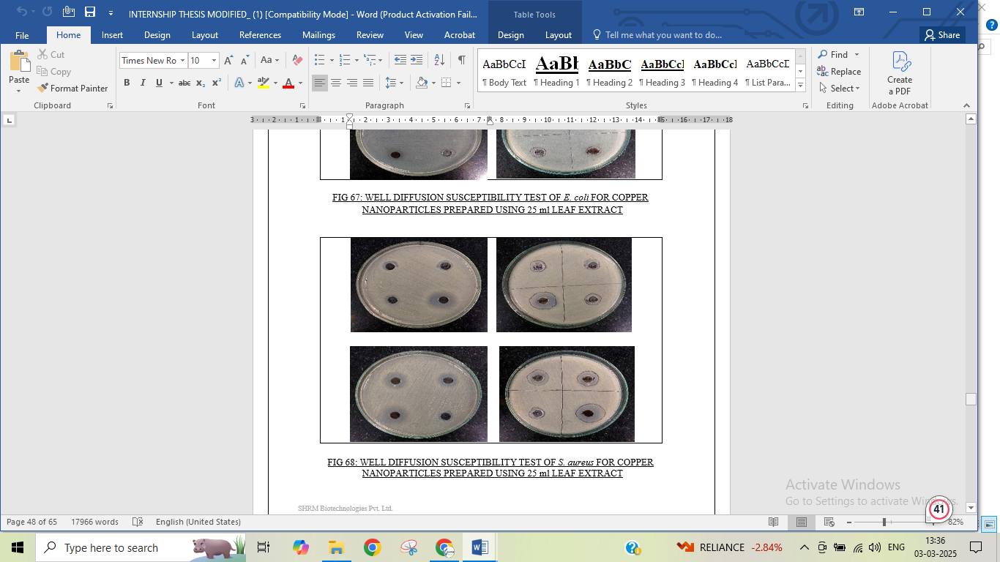 INTERNSHIP THESIS MODIFIED_ (1) [Compatibility Mode] - Word (Product Activation Fail...
Table Tools
File Home Insert Design Layout References Mailings Review View Acrobat Design Layout Tell me what you want to do... Share
Paste
Cut
Copy
Format Painter
Clipboard
Times New Ro 10
Font
Paragraph
AaBbCcI AaBl AaBbC AaBbCcI AaBbCcI AaBbCcD
¶ Body Text ¶ Heading 1 ¶ Heading 2 ¶ Heading 3 ¶ Heading 4 ¶ List Para...
Styles
Find
Replace
Select
Editing
Create
a PDF
Adobe Acrobat
3 2 1 1 2 3 4 5 6 7 8 9 10 11 12 13 14 15 16 17 18
FIG 67: WELL DIFFUSION SUSCEPTIBILITY TEST OF E. coli FOR COPPER
NANOPARTICLES PREPARED USING 25 ml LEAF EXTRACT
FIG 68: WELL DIFFUSION SUSCEPTIBILITY TEST OF S. aureus FOR COPPER
NANOPARTICLES PREPARED USING 25 ml LEAF EXTRACT
SHRM Biotechnologies Pvt. Ltd.
Activate Windows
Go to Settings to activate Windows.
41
Page 48 of 65 17966 words English (United States) 82%
Type here to search
RELIANCE -2.84%
ENG
13:36
03-03-2025